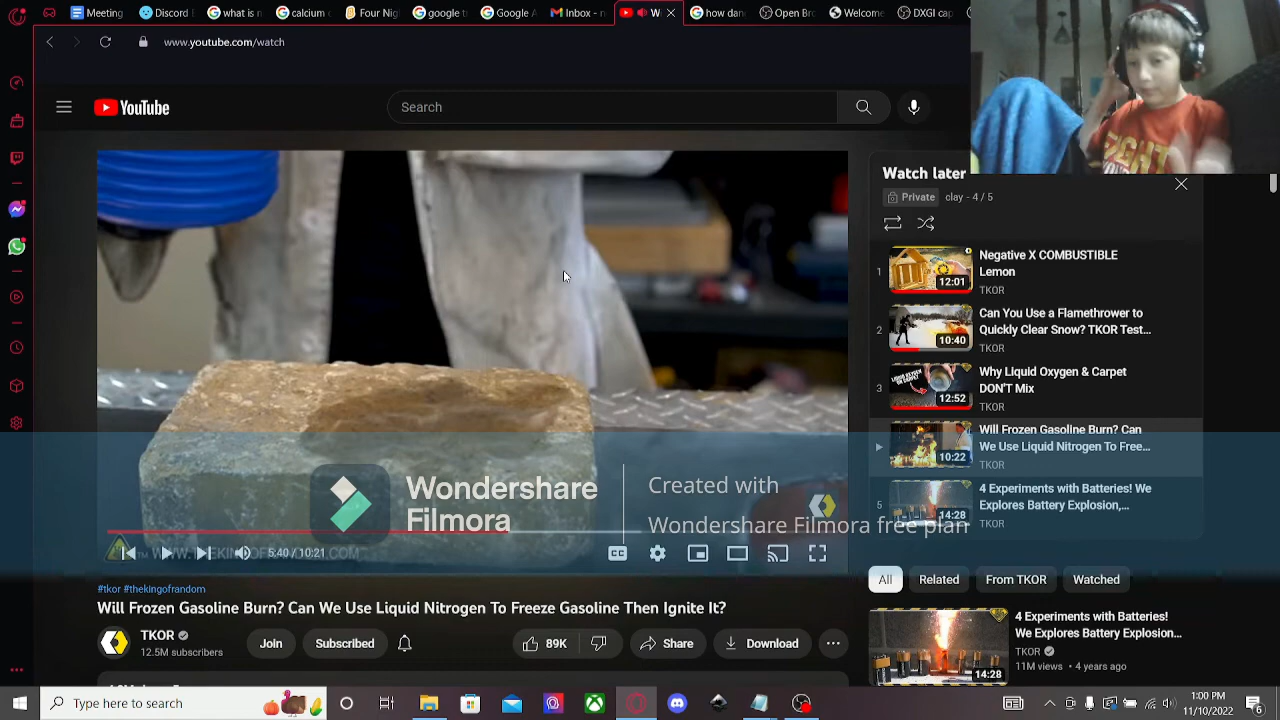 Meeting
Discord |
what is n
calcium c
Four Nig
google tr
Google A
Gmail - Inbox - n
W
how dan
Open Bro
Welcome
DXGI cap
www.youtube.com/watch
YouTube
Search
Watch later
Private clay - 4 / 5
1
Negative X COMBUSTIBLE
Lemon
TKOR
12:01
2
Can You Use a Flamethrower to
Quickly Clear Snow? TKOR Test...
TKOR
10:40
3
Why Liquid Oxygen & Carpet
DON'T Mix
TKOR
12:52
Will Frozen Gasoline Burn? Can
We Use Liquid Nitrogen To Free...
TKOR
10:22
5
4 Experiments with Batteries! We
Explores Battery Explosion,...
TKOR
14:28
Wondershare
Filmora
Created with
Wondershare Filmora free plan
5:40 / 10:21
CC
#tkor #thekingofrandom
Will Frozen Gasoline Burn? Can We Use Liquid Nitrogen To Freeze Gasoline Then Ignite It?
TKOR
12.5M subscribers
Join
Subscribed
89K
Share
Download
All
Related
From TKOR
Watched
4 Experiments with Batteries!
We Explores Battery Explosion...
TKOR
11M views • 4 years ago
14:28
Type here to search
1:00 PM
11/10/2022
6